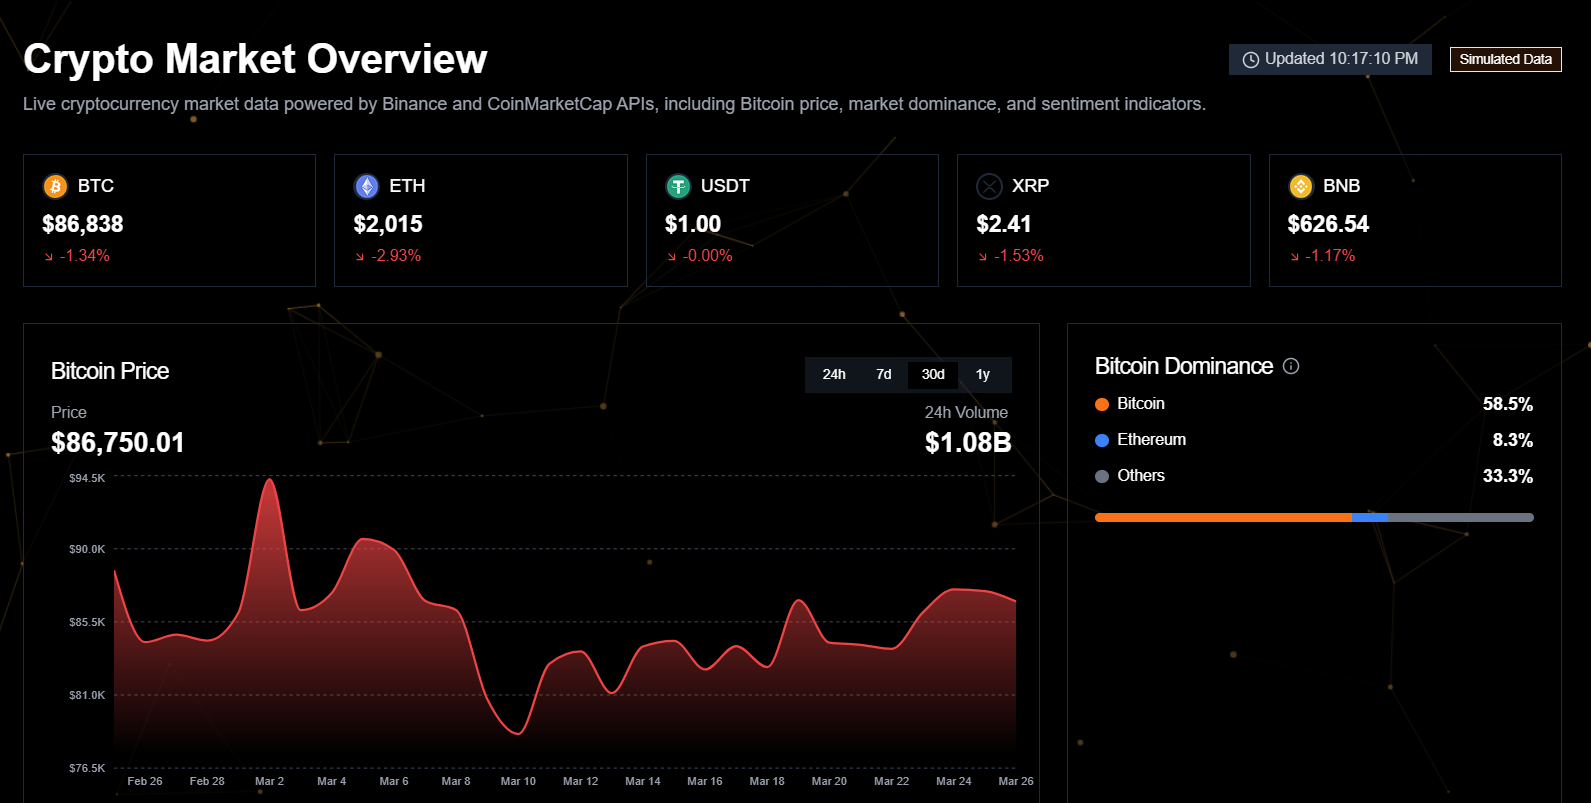 Crypto Market Overview
Updated 10:17:10 PM
Simulated Data
Live cryptocurrency market data powered by Binance and CoinMarketCap APIs, including Bitcoin price, market dominance, and sentiment indicators.
BTC
$86,838
-1.34%
ETH
$2,015
-2.93%
USDT
$1.00
-0.00%
XRP
$2.41
-1.53%
BNB
$626.54
-1.17%
Bitcoin Price
24h 7d 30d 1y
Price
$86,750.01
24h Volume
$1.08B
$94.5K
$90.0K
$85.5K
$81.0K
$76.5K
Feb 26 Feb 28 Mar 2 Mar 4 Mar 6 Mar 8 Mar 10 Mar 12 Mar 14 Mar 16 Mar 18 Mar 20 Mar 22 Mar 24 Mar 26
Bitcoin Dominance
Bitcoin 58.5%
Ethereum 8.3%
Others 33.3%